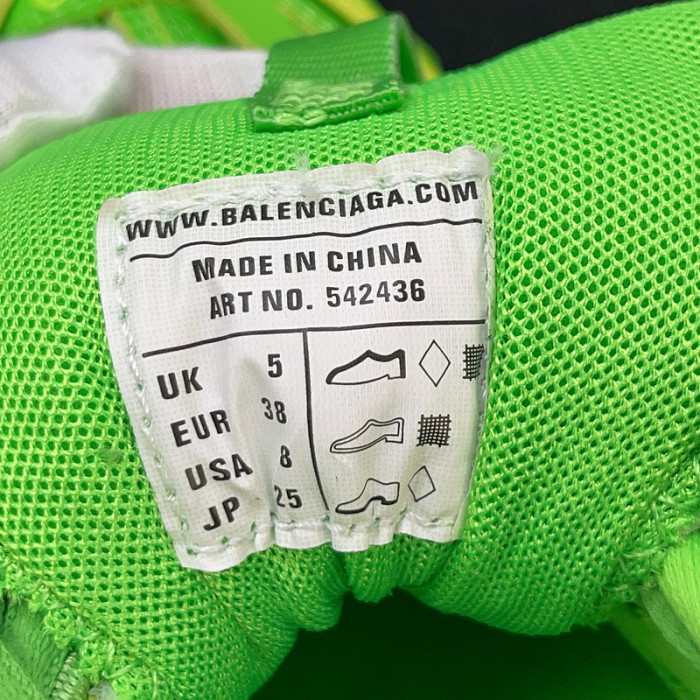 WWW.BALENCIAGA.COM
MADE IN CHINA
ART NO. 542436
UK 5
EUR 38
USA 8
JP 25